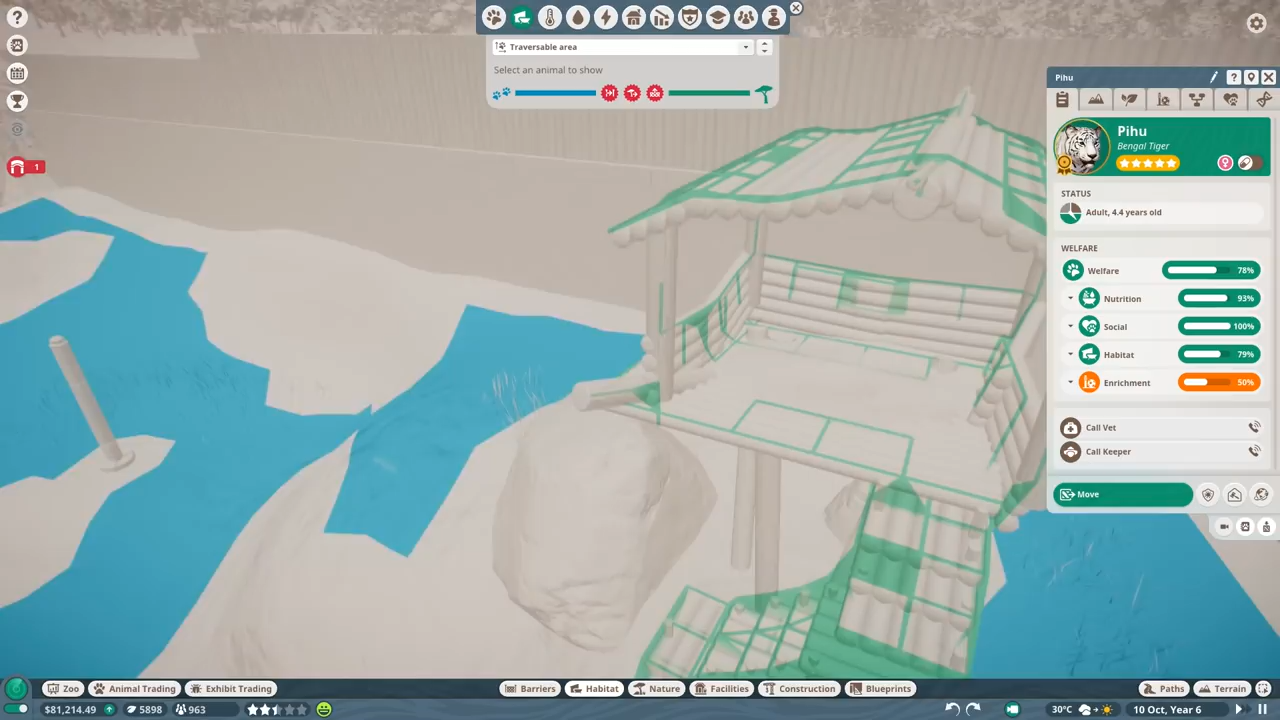 ?
Traversable area
Select an animal to show
1
Pihu
?
Pihu
Bengal Tiger
STATUS
Adult, 4.4 years old
WELFARE
Welfare 78%
Nutrition 93%
Social 100%
Habitat 79%
Enrichment 50%
Call Vet
Call Keeper
Move
Zoo
Animal Trading
Exhibit Trading
Barriers
Habitat
Nature
Facilities
Construction
Blueprints
Paths
Terrain
$81,214.49
5898
963
30°C
10 Oct, Year 6